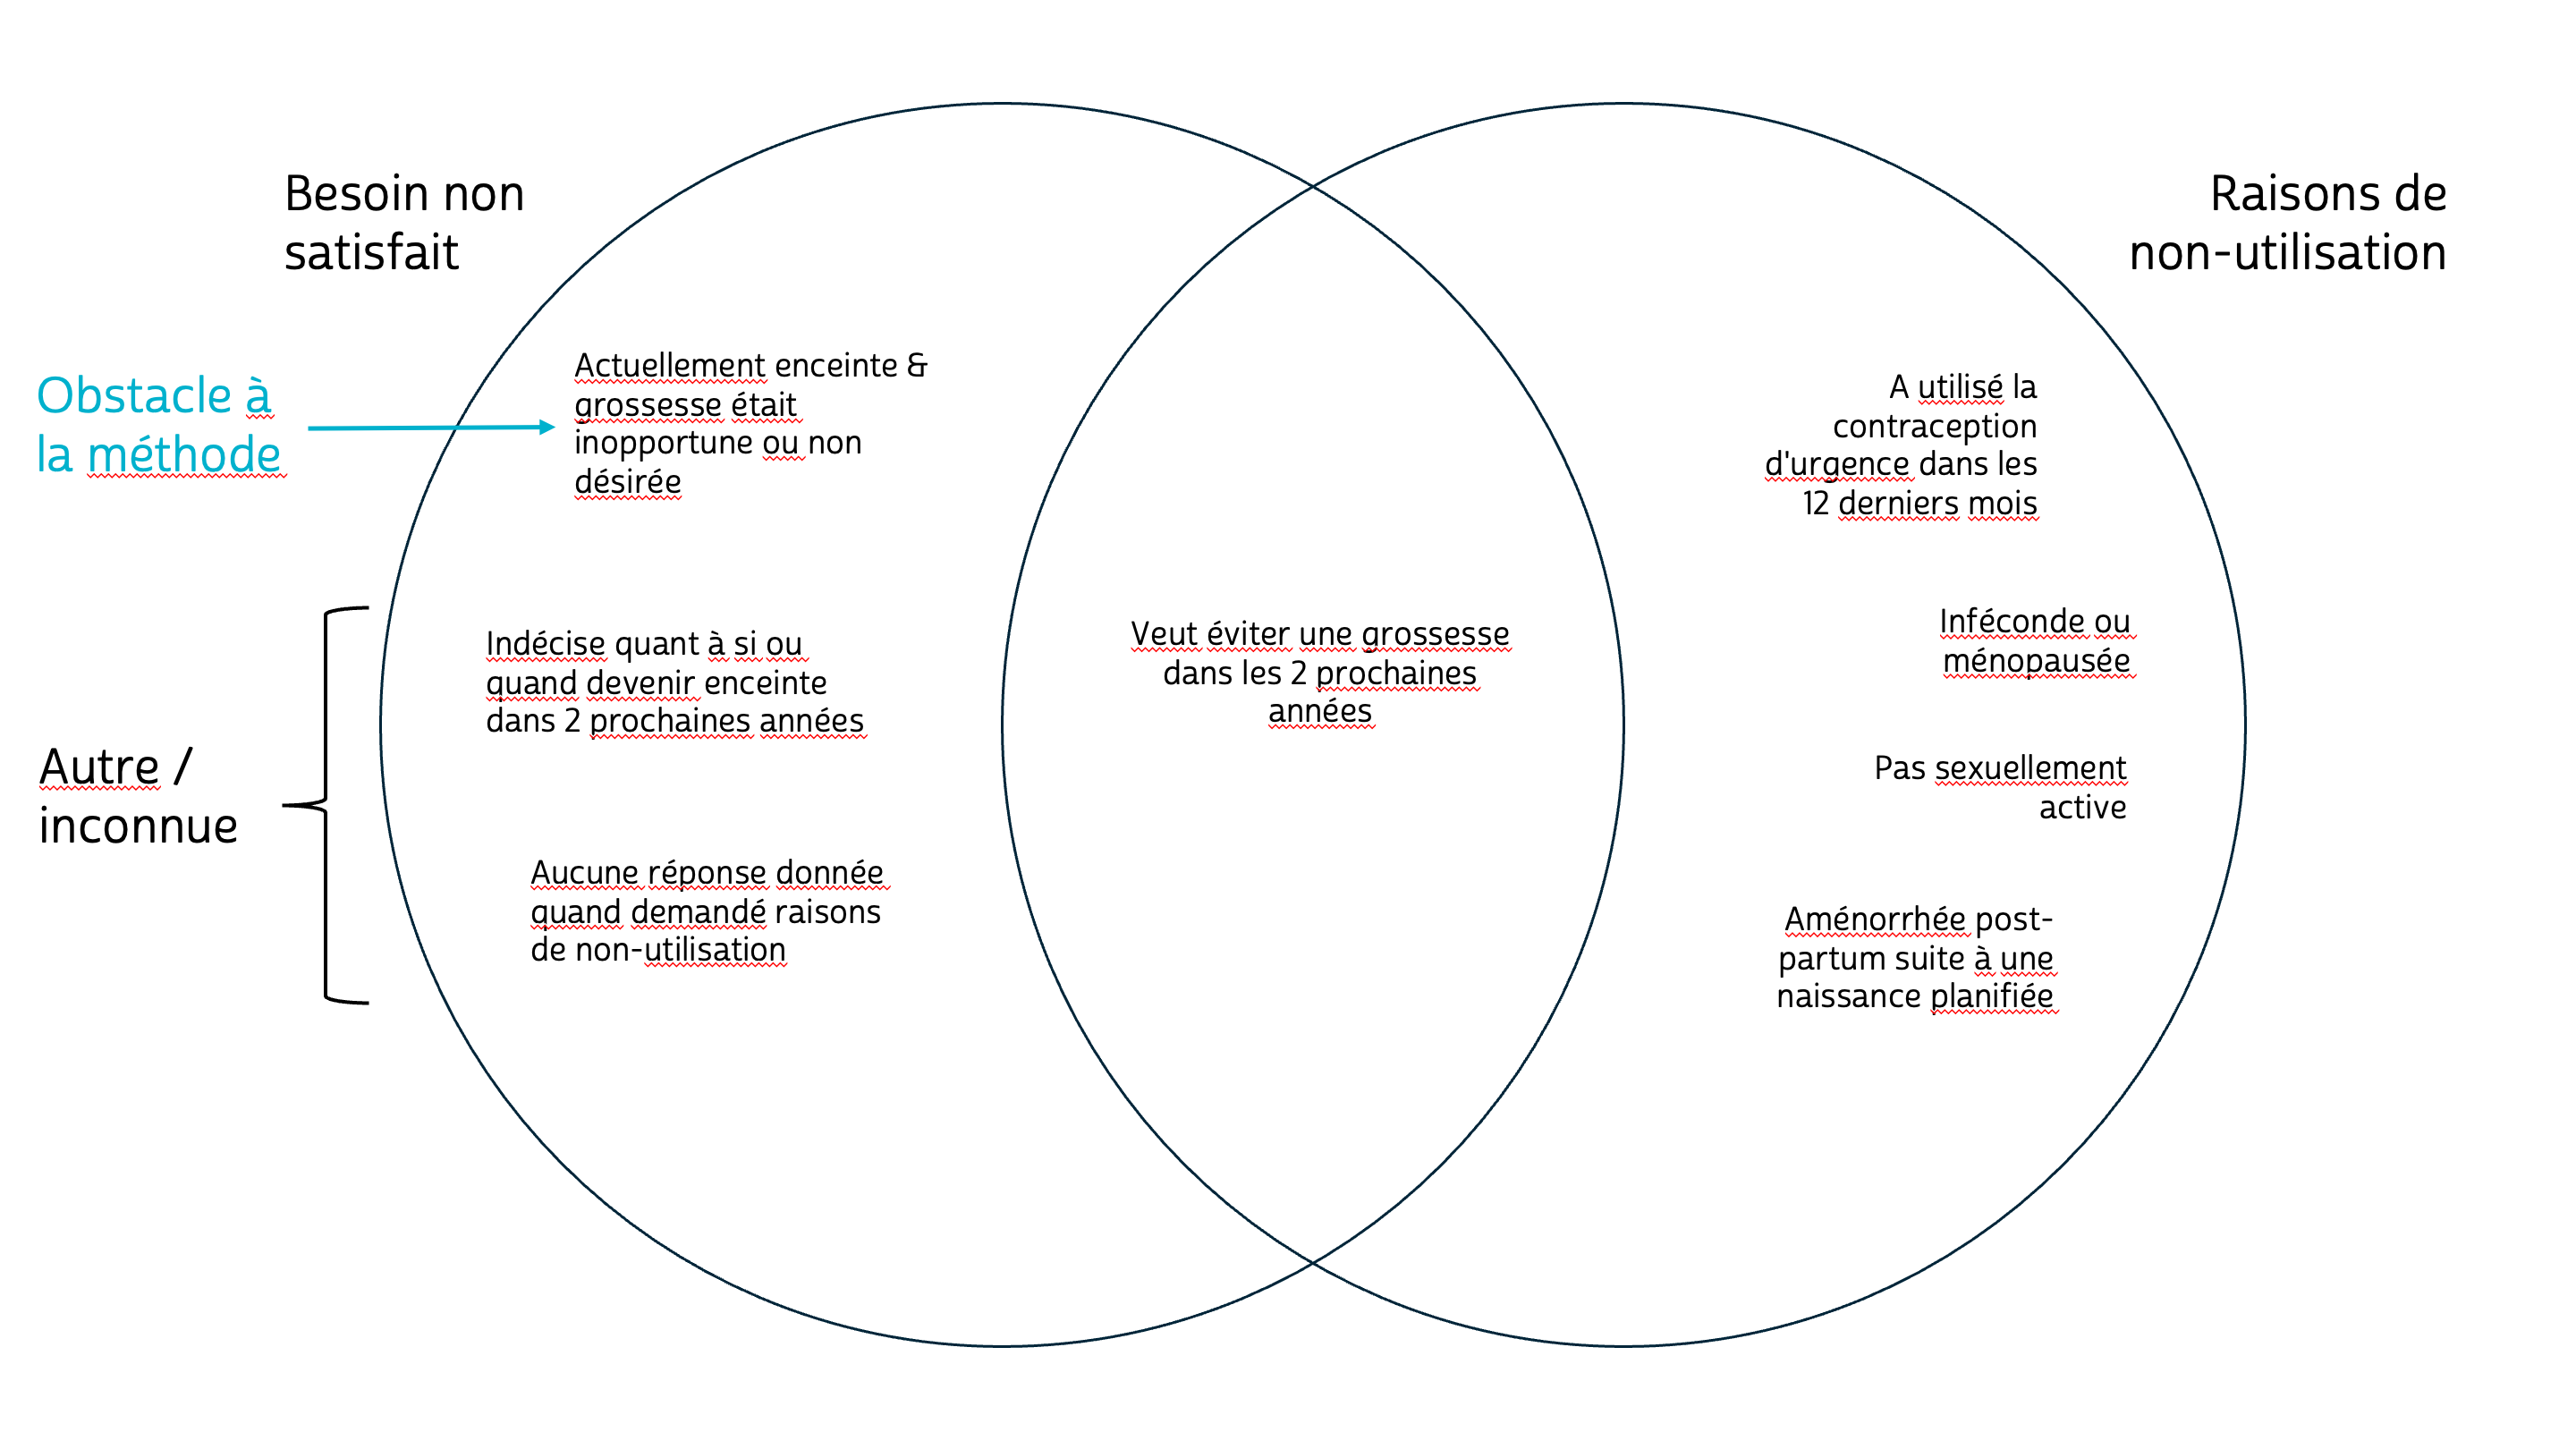 Besoin non
satisfait
Raisons de
non-utilisation
Obstacle à
la méthode
Actuellement enceinte &
grossesse était
inopportune ou non
désirée
A utilisé la
contraception
d'urgence dans les
12 derniers mois
Autre /
inconnue
Indécise quant à si ou
quand devenir enceinte
dans 2 prochaines années
Veut éviter une grossesse
dans les 2 prochaines
années
Inféconde ou
ménopausée
Pas sexuellement
active
Aucune réponse donnée
quand demandé raisons
de non-utilisation
Aménorrhée post-
partum suite à une
naissance planifiée